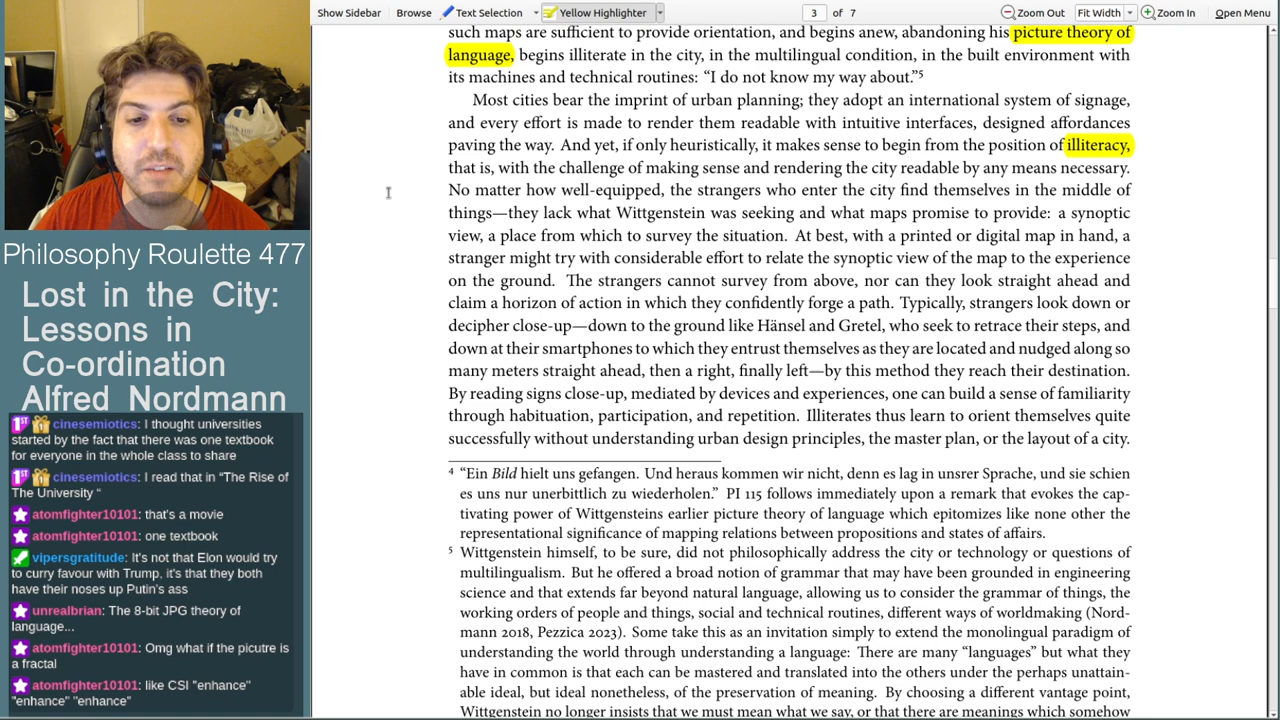 Show Sidebar Browse Text Selection Yellow Highlighter 3 of 7 Zoom Out Fit Width Zoom In Open Menu
such maps are sufficient to provide orientation, and begins anew, abandoning his picture theory of
language, begins illiterate in the city, in the multilingual condition, in the built environment with
its machines and technical routines: “I do not know my way about.”5
Most cities bear the imprint of urban planning; they adopt an international system of signage,
and every effort is made to render them readable with intuitive interfaces, designed affordances
paving the way. And yet, if only heuristically, it makes sense to begin from the position of illiteracy,
that is, with the challenge of making sense and rendering the city readable by any means necessary.
No matter how well-equipped, the strangers who enter the city find themselves in the middle of
things—they lack what Wittgenstein was seeking and what maps promise to provide: a synoptic
view, a place from which to survey the situation. At best, with a printed or digital map in hand, a
stranger might try with considerable effort to relate the synoptic view of the map to the experience
on the ground. The strangers cannot survey from above, nor can they look straight ahead and
claim a horizon of action in which they confidently forge a path. Typically, strangers look down or
decipher close-up—down to the ground like Hänsel and Gretel, who seek to retrace their steps, and
down at their smartphones to which they entrust themselves as they are located and nudged along so
many meters straight ahead, then a right, finally left—by this method they reach their destination.
By reading signs close-up, mediated by devices and experiences, one can build a sense of familiarity
through habituation, participation, and repetition. Illiterates thus learn to orient themselves quite
successfully without understanding urban design principles, the master plan, or the layout of a city.
4 “Ein Bild hielt uns gefangen. Und heraus kommen wir nicht, denn es lag in unsrer Sprache, und sie schien
es uns nur unerbittlich zu wiederholen.” PI 115 follows immediately upon a remark that evokes the cap-
tivating power of Wittgensteins earlier picture theory of language which epitomizes like none other the
representational significance of mapping relations between propositions and states of affairs.
5 Wittgenstein himself, to be sure, did not philosophically address the city or technology or questions of
multilingualism. But he offered a broad notion of grammar that may have been grounded in engineering
science and that extends far beyond natural language, allowing us to consider the grammar of things, the
working orders of people and things, social and technical routines, different ways of worldmaking (Nord-
mann 2018, Pezzica 2023). Some take this as an invitation simply to extend the monolingual paradigm of
understanding the world through understanding a language: There are many “languages” but what they
have in common is that each can be mastered and translated into the others under the perhaps unattain-
able ideal, but ideal nonetheless, of the preservation of meaning. By choosing a different vantage point,
Wittgenstein no longer insists that we must mean what we say, or that there are meanings which somehow
Philosophy Roulette 477
Lost in the City:
Lessons in
Co-ordination
Alfred Nordmann
1ST cinesemiotics: I thought universities
started by the fact that there was one textbook
for everyone in the whole class to share
1ST cinesemiotics: I read that in “The Rise of
The University “
atomfighter10101: that's a movie
atomfighter10101: one textbook
vipersgratitude: It's not that Elon would try
to curry favour with Trump, it's that they both
have their noses up Putin's ass
unrealbrian: The 8-bit JPG theory of
language...
atomfighter10101: Omg what if the picutre is
a fractal
atomfighter10101: like CSI "enhance"
"enhance" "enhance"